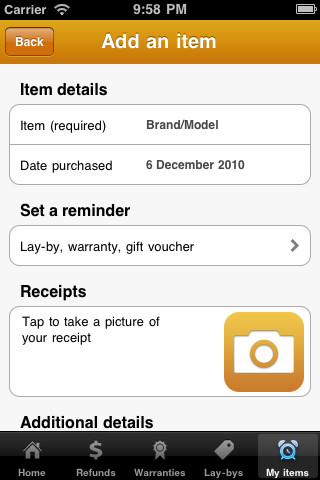 Carrier 9:58 PM
Back Add an item
Item details
Item (required) Brand/Model
Date purchased 6 December 2010
Set a reminder
Lay-by, warranty, gift voucher
Receipts
Tap to take a picture of
your receipt
Additional details
Home Refunds Warranties Lay-bys My items